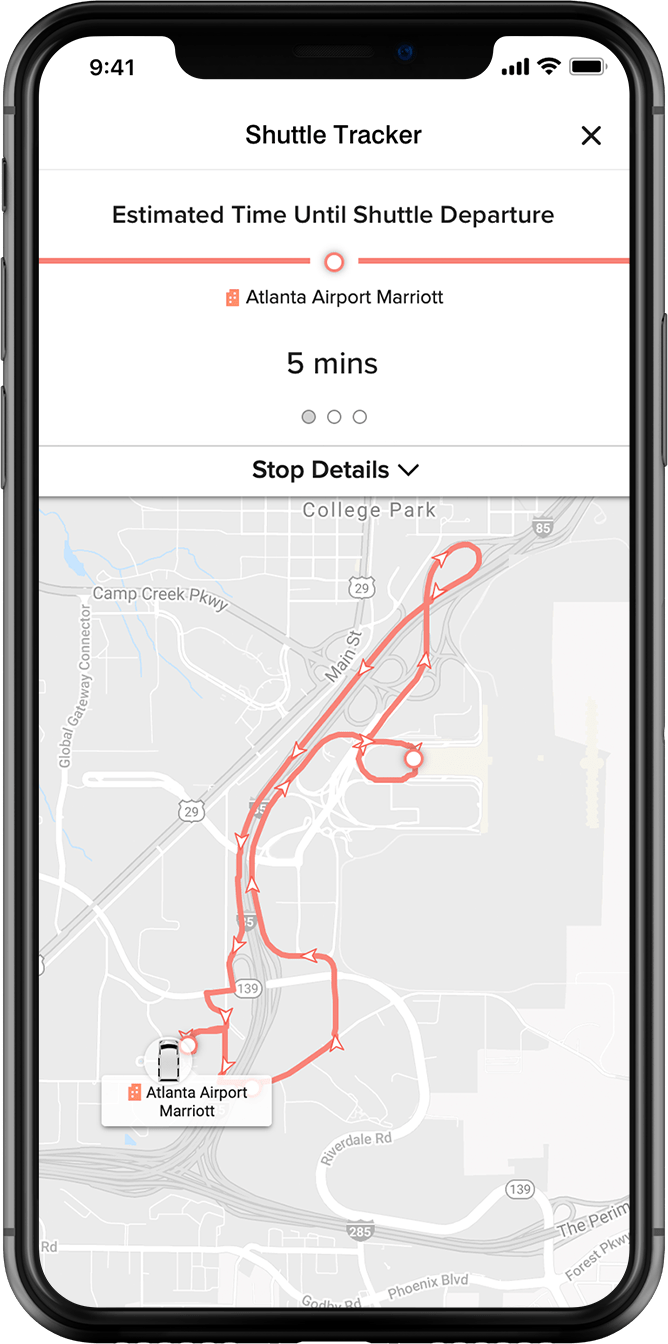 9:41
Shuttle Tracker
Estimated Time Until Shuttle Departure
Atlanta Airport Marriott
5 mins
Stop Details
College Park
85
29
Camp Creek Pkwy
Main St
Global Gateway Connector
29
85
85
139
Atlanta Airport
Marriott
Riverdale Rd
139
The Perim
285
Forest Pkwy
Rd
Phoenix Blvd
Godby Rd